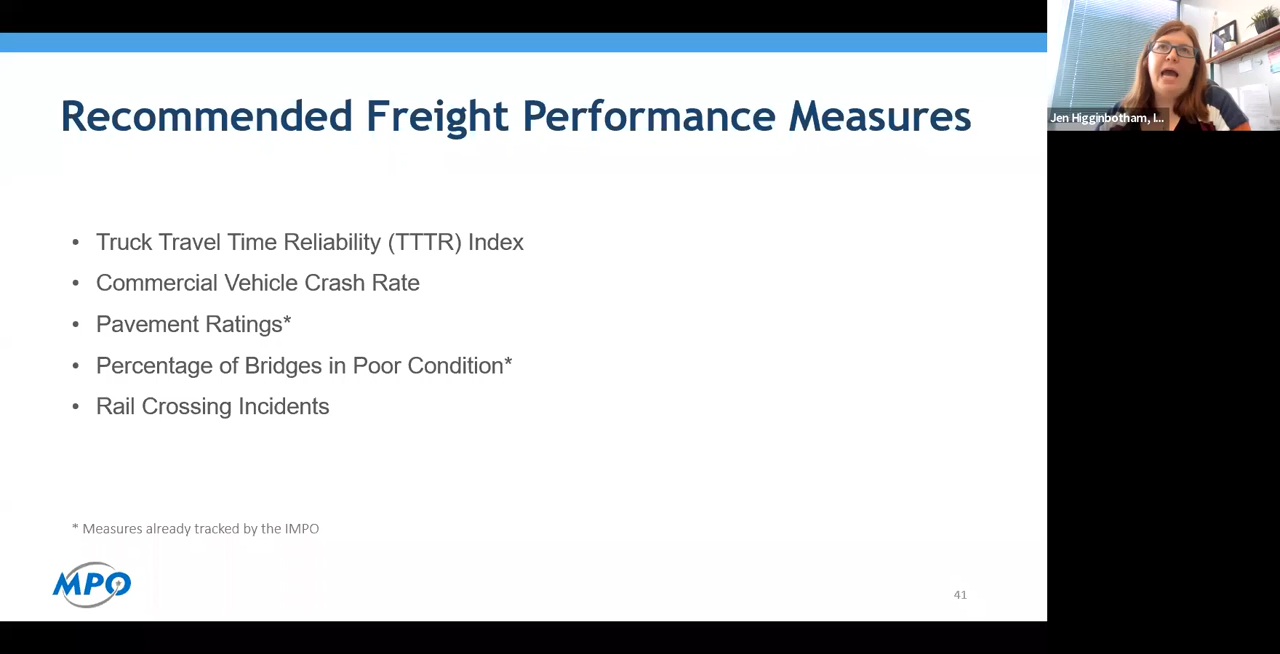 Recommended Freight Performance Measures
Jen Higginbotham, I...
• Truck Travel Time Reliability (TTTR) Index
• Commercial Vehicle Crash Rate
• Pavement Ratings*
• Percentage of Bridges in Poor Condition*
• Rail Crossing Incidents
* Measures already tracked by the IMPO
MPO
41